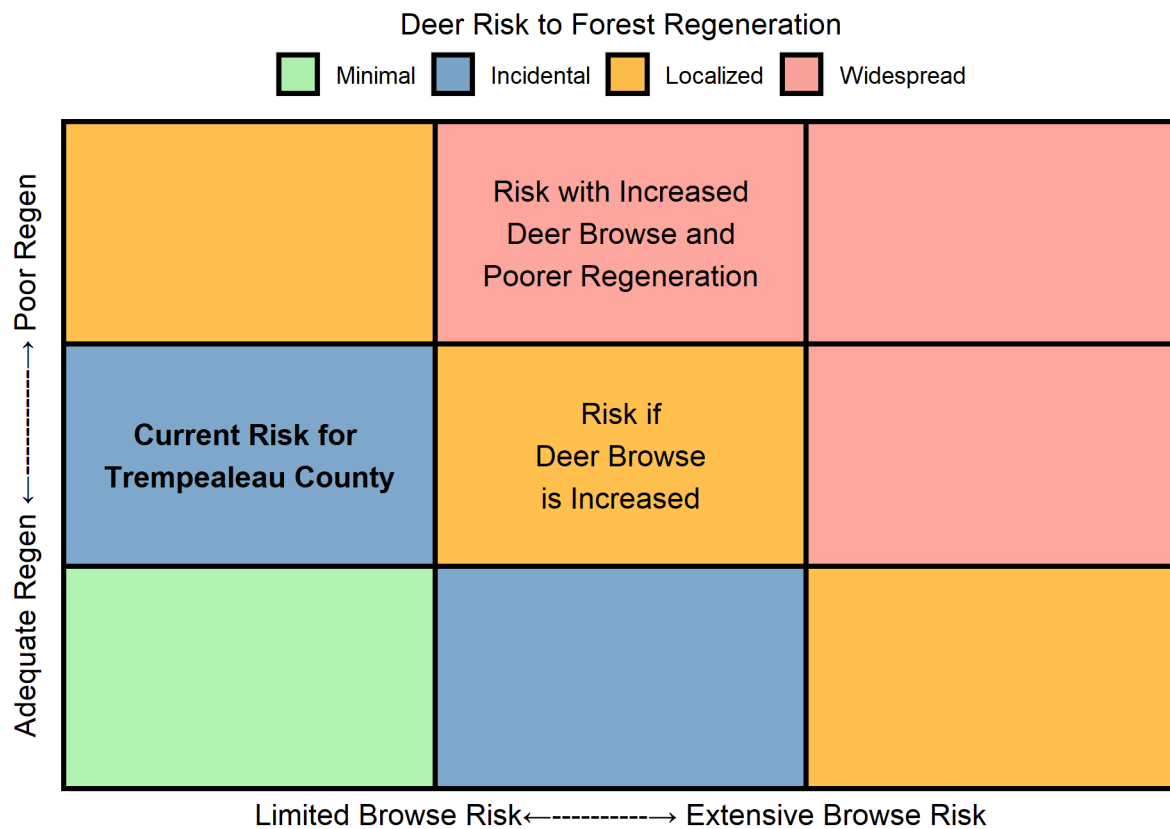 Deer Risk to Forest Regeneration
Minimal
Incidental
Localized
Widespread
Adequate Regen ←-----------→ Poor Regen
Risk with Increased
Deer Browse and
Poorer Regeneration
Current Risk for
Trempealeau County
Risk if
Deer Browse
is Increased
Limited Browse Risk←----------→ Extensive Browse Risk